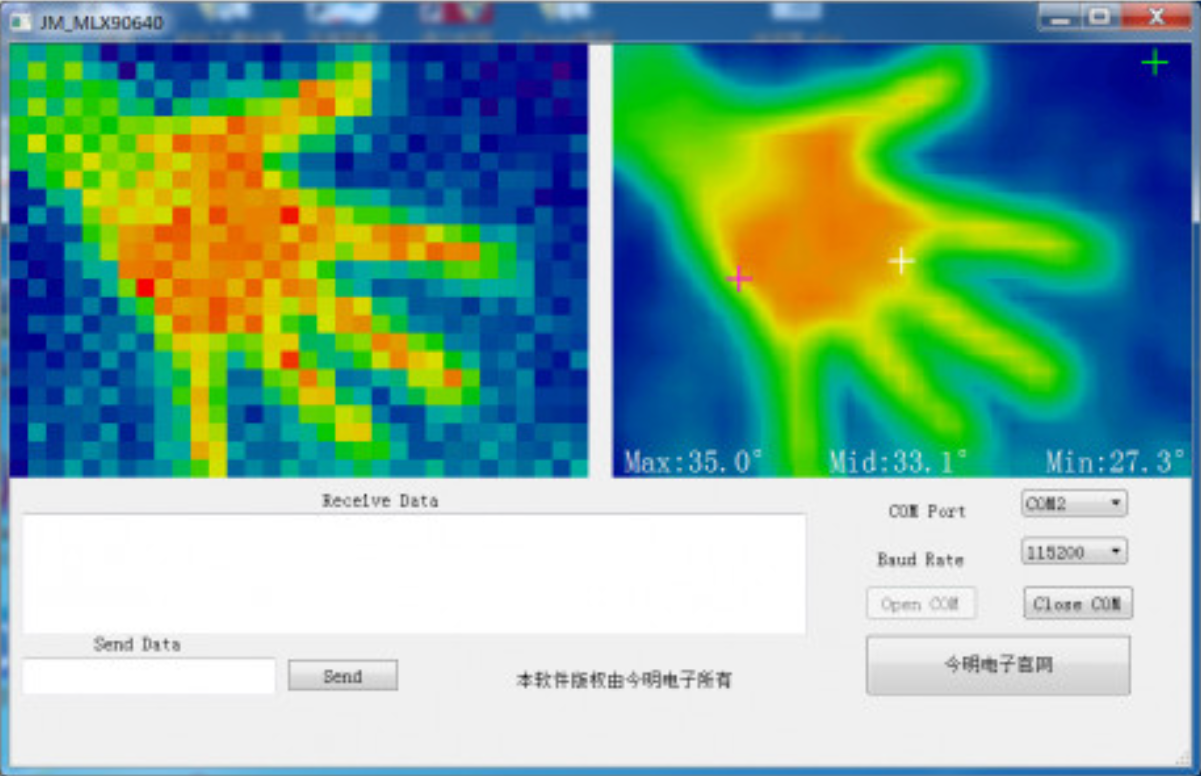 JM_MLX90640
Max:35.0° Mid:33.1° Min:27.3°
Receive Data
COM Port
COM2
Baud Rate
115200
Open COM
Close COM
Send Data
Send
本软件版权由今明电子所有
今明电子官网